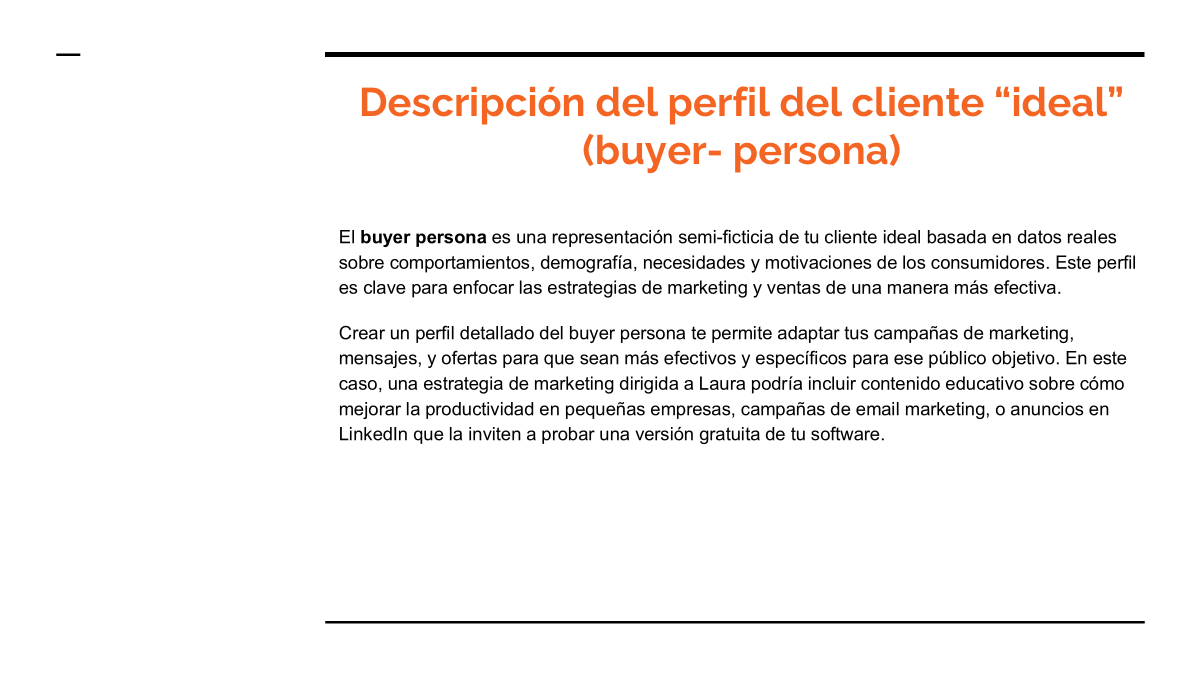 Descripción del perfil del cliente “ideal”
(buyer- persona)
El buyer persona es una representación semi-ficticia de tu cliente ideal basada en datos reales
sobre comportamientos, demografía, necesidades y motivaciones de los consumidores. Este perfil
es clave para enfocar las estrategias de marketing y ventas de una manera más efectiva.
Crear un perfil detallado del buyer persona te permite adaptar tus campañas de marketing,
mensajes, y ofertas para que sean más efectivos y específicos para ese público objetivo. En este
caso, una estrategia de marketing dirigida a Laura podría incluir contenido educativo sobre cómo
mejorar la productividad en pequeñas empresas, campañas de email marketing, o anuncios en
LinkedIn que la inviten a probar una versión gratuita de tu software.